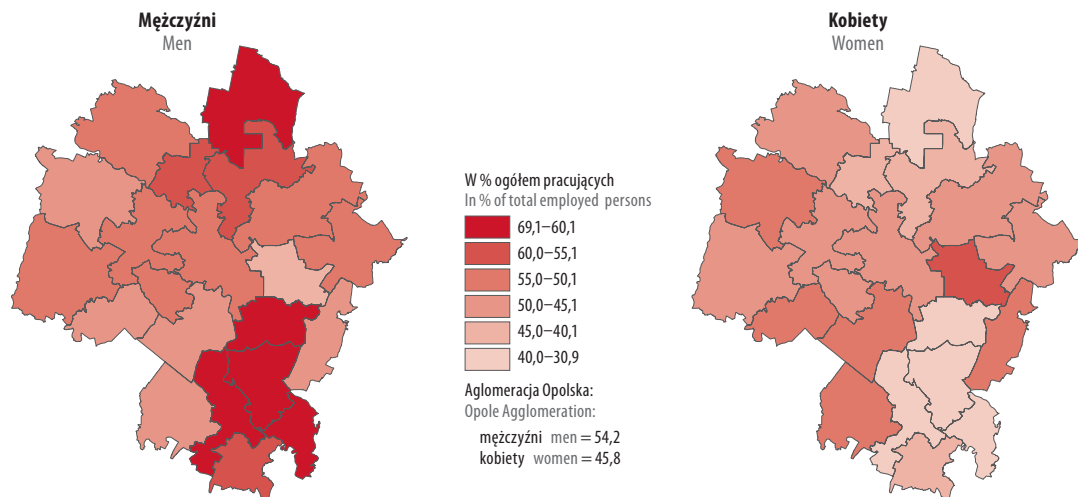 Mężczyźni
Men
Kobiety
Women
W % ogółem pracujących
In % of total employed persons
69,1–60,1
60,0–55,1
55,0–50,1
50,0–45,1
45,0–40,1
40,0–30,9
Aglomeracja Opolska:
Opole Agglomeration:
mężczyźni men = 54,2
kobiety women = 45,8